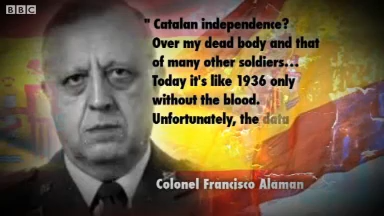 BBC
" Catalan independence?
Over my dead body and that
of many other soldiers...
Today it's like 1936 only
without the blood.
Unfortunately, the data
Colonel Francisco Alaman